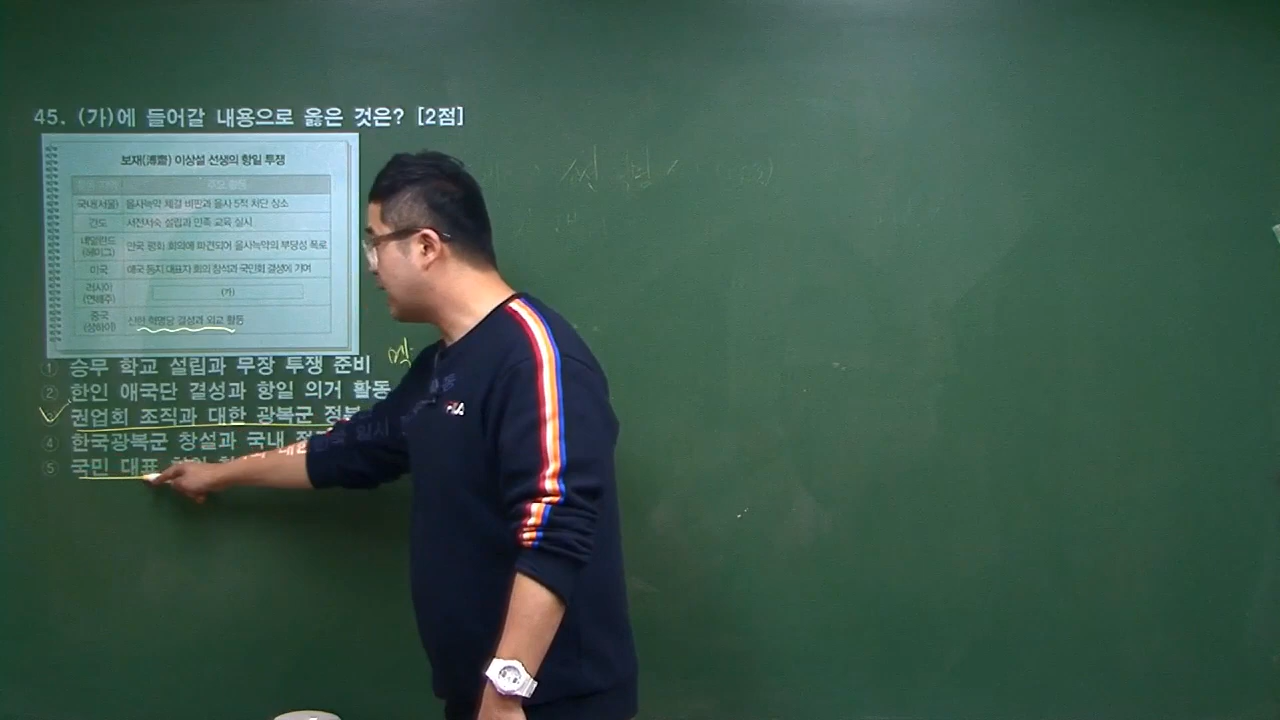 45. (가)에 들어갈 내용으로 옳은 것은? [2점]
보재(溥齋) 이상설 선생의 항일 투쟁
주요 활동
국내(서울) 을사늑약 체결 비판과 을사 5적 처단 상소
간도 서전서숙 설립과 민족 교육 실시
네덜란드(헤이그) 만국 평화 회의에 파견되어 을사늑약의 부당성 폭로
미국 애국 동지 대표자 회의 참석과 국민회 결성에 기여
러시아(연해주) (가)
중국(상하이) 신한 혁명당 결성과 외교 활동
① 숭무 학교 설립과 무장 투쟁 준비
멕
② 한인 애국단 결성과 항일 의거 활동
권업회 조직과 대한 광복군 정부
④ 한국광복군 창설과 국내
⑤ 국민 대표
FILA